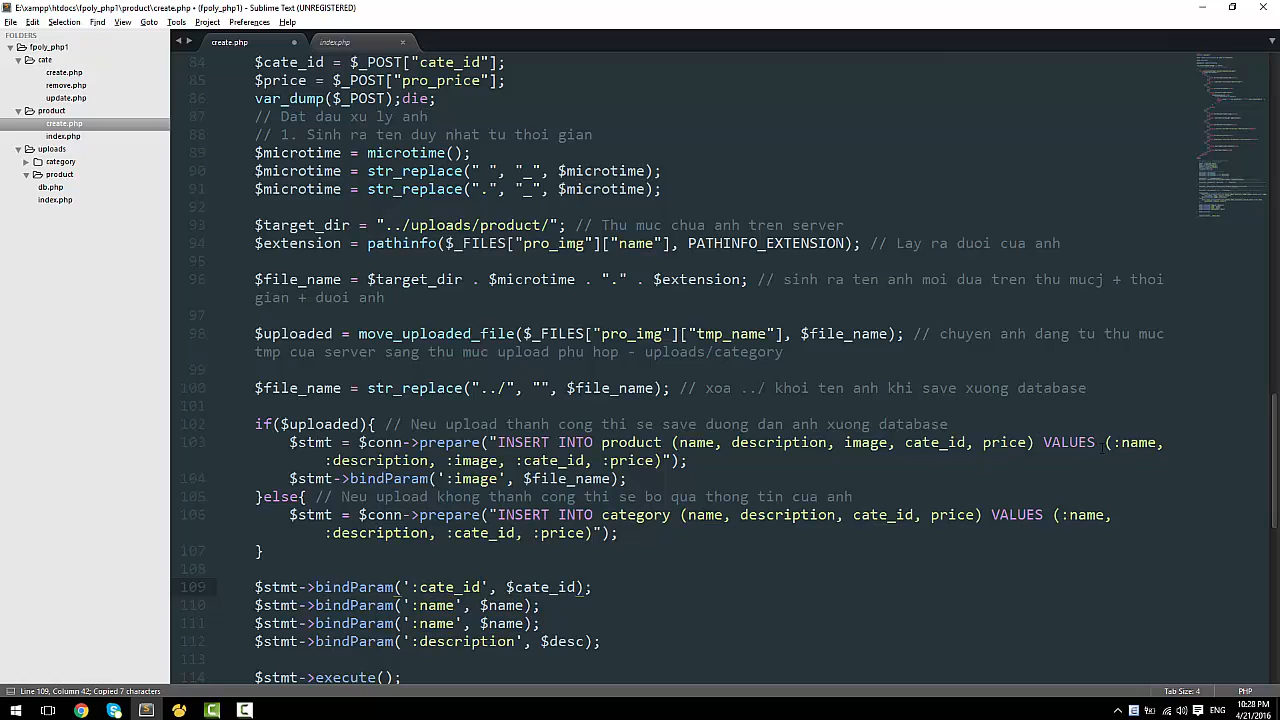 E:\xampp\htdocs\fpoly_php1\product\create.php • (fpoly_php1) - Sublime Text (UNREGISTERED)
File Edit Selection Find View Goto Tools Project Preferences Help
FOLDERS
fpoly_php1
cate
create.php
remove.php
update.php
product
create.php
index.php
uploads
category
product
db.php
index.php
create.php
index.php
84 $cate_id = $_POST["cate_id"];
85 $price = $_POST["pro_price"];
86 var_dump($_POST);die;
87 // Dat dau xu ly anh
88 // 1. Sinh ra ten duy nhat tu thoi gian
89 $microtime = microtime();
90 $microtime = str_replace(" ", "_", $microtime);
91 $microtime = str_replace(".", "_", $microtime);
92
93 $target_dir = "../uploads/product/"; // Thu muc chua anh tren server
94 $extension = pathinfo($_FILES["pro_img"]["name"], PATHINFO_EXTENSION); // Lay ra duoi cua anh
96 $file_name = $target_dir . $microtime . "." . $extension; // sinh ra ten anh moi dua tren thu mucj + thoi
gian + duoi anh
97
98 $uploaded = move_uploaded_file($_FILES["pro_img"]["tmp_name"], $file_name); // chuyen anh dang tu thu muc
tmp cua server sang thu muc upload phu hop - uploads/category
99
100 $file_name = str_replace("../", "", $file_name); // xoa ../ khoi ten anh khi save xuong database
101
102 if($uploaded){ // Neu upload thanh cong thi se save duong dan anh xuong database
103 $stmt = $conn->prepare("INSERT INTO product (name, description, image, cate_id, price) VALUES (:name,
:description, :image, :cate_id, :price)");
104 $stmt->bindParam(':image', $file_name);
105 }else{ // Neu upload khong thanh cong thi se bo qua thong tin cua anh
106 $stmt = $conn->prepare("INSERT INTO category (name, description, cate_id, price) VALUES (:name,
:description, :cate_id, :price)");
107 }
108
109 $stmt->bindParam(':cate_id', $cate_id);
110 $stmt->bindParam(':name', $name);
111 $stmt->bindParam(':name', $name);
112 $stmt->bindParam(':description', $desc);
113
114 $stmt->execute();
Line 109, Column 42; Copied 7 characters
Tab Size: 4
PHP
ENG
10:28 PM
4/21/2016